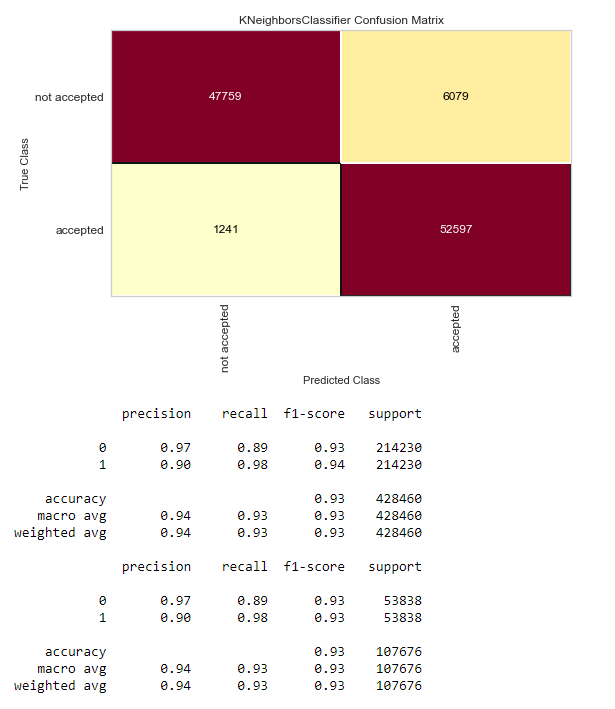 KNeighborsClassifier Confusion Matrix
not accepted
47759
6079
True Class
accepted
1241
52597
not accepted
accepted
Predicted Class
precision recall f1-score support
0 0.97 0.89 0.93 214230
1 0.90 0.98 0.94 214230
accuracy 0.93 428460
macro avg 0.94 0.93 0.93 428460
weighted avg 0.94 0.93 0.93 428460
precision recall f1-score support
0 0.97 0.89 0.93 53838
1 0.90 0.98 0.93 53838
accuracy 0.93 107676
macro avg 0.94 0.93 0.93 107676
weighted avg 0.94 0.93 0.93 107676